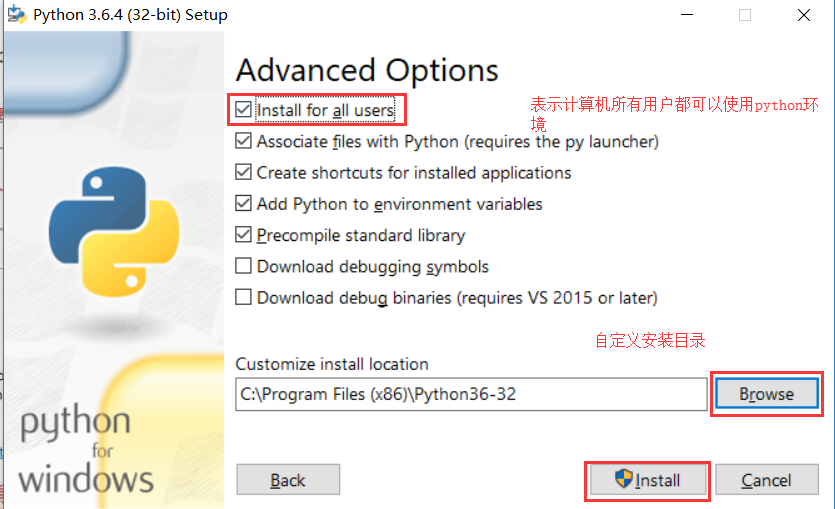 Python 3.6.4 (32-bit) Setup
Advanced Options
Install for all users
表示计算机所有用户都可以使用python环
境
Associate files with Python (requires the py launcher)
Create shortcuts for installed applications
Add Python to environment variables
Precompile standard library
Download debugging symbols
Download debug binaries (requires VS 2015 or later)
自定义安装目录
Customize install location
C:\Program Files (x86)\Python36-32
Browse
python
for
windows
Back
Install
Cancel